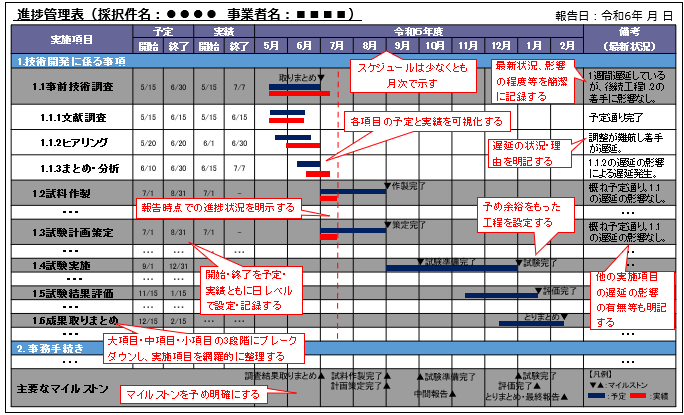 進捗管理表（採択件名：●●●● 事業者名：■■■■）
報告日：令和6年 月 日
実施項目 予定 実績 令和5年度 備考（最新状況）
開始 終了 開始 終了 5月 6月 7月 8月 9月 10月 11月 12月 1月 2月
1.技術開発に係る事項
1.1事前技術調査 5/15 6/30 5/15 7/7 取りまとめ▼
1週間遅延しているが、後続工程1.2の着手に影響なし。
1.1.1文献調査 5/15 6/15 5/15 6/15 予定通り完了
1.1.2ヒアリング 5/20 6/20 6/1 6/30 調整が難航し着手が遅延。
1.1.3まとめ・分析 6/10 6/30 6/15 7/7 1.1.2の遅延の影響による遅延発生。
1.2試料作製 7/1 8/31 7/1 - ▼作製完了 概ね予定通り。1.1の遅延の影響なし。
… … … … … …
1.3試験計画策定 7/1 8/31 7/1 - ▼策定完了 概ね予定通り。1.1の遅延の影響なし。
… … … … …
1.4試験実施 9/1 12/31 ▼試験準備完了 ▼試験完了
1.5試験結果評価 11/15 1/15 ▼評価完了
1.6成果取りまとめ 12/15 2/15 … … とりまとめ▼ …
2.事務手続き
…
主要なマイルストン
調査結果取りまとめ▲ 試料作製完了▲ ▲試験準備完了 ▲試験完了
計画策定完了▲ 中間報告▲ 評価完了▲
とりまとめ・最終報告▲
【凡例】
▼▲：マイルストン
：予定 ：実績
スケジュールは少なくとも月次で示す
最新状況、影響の程度等を簡潔に記録する
各項目の予定と実績を可視化する
遅延の状況・理由を明記する
報告時点での進捗状況を明示する
予め余裕をもった工程を設定する
開始・終了を予定・実績ともに日レベルで設定・記録する
他の実施項目の遅延の影響の有無等も明記する
大項目・中項目・小項目の3段階にブレークダウンし、実施項目を網羅的に整理する
マイルストンを予め明確にする